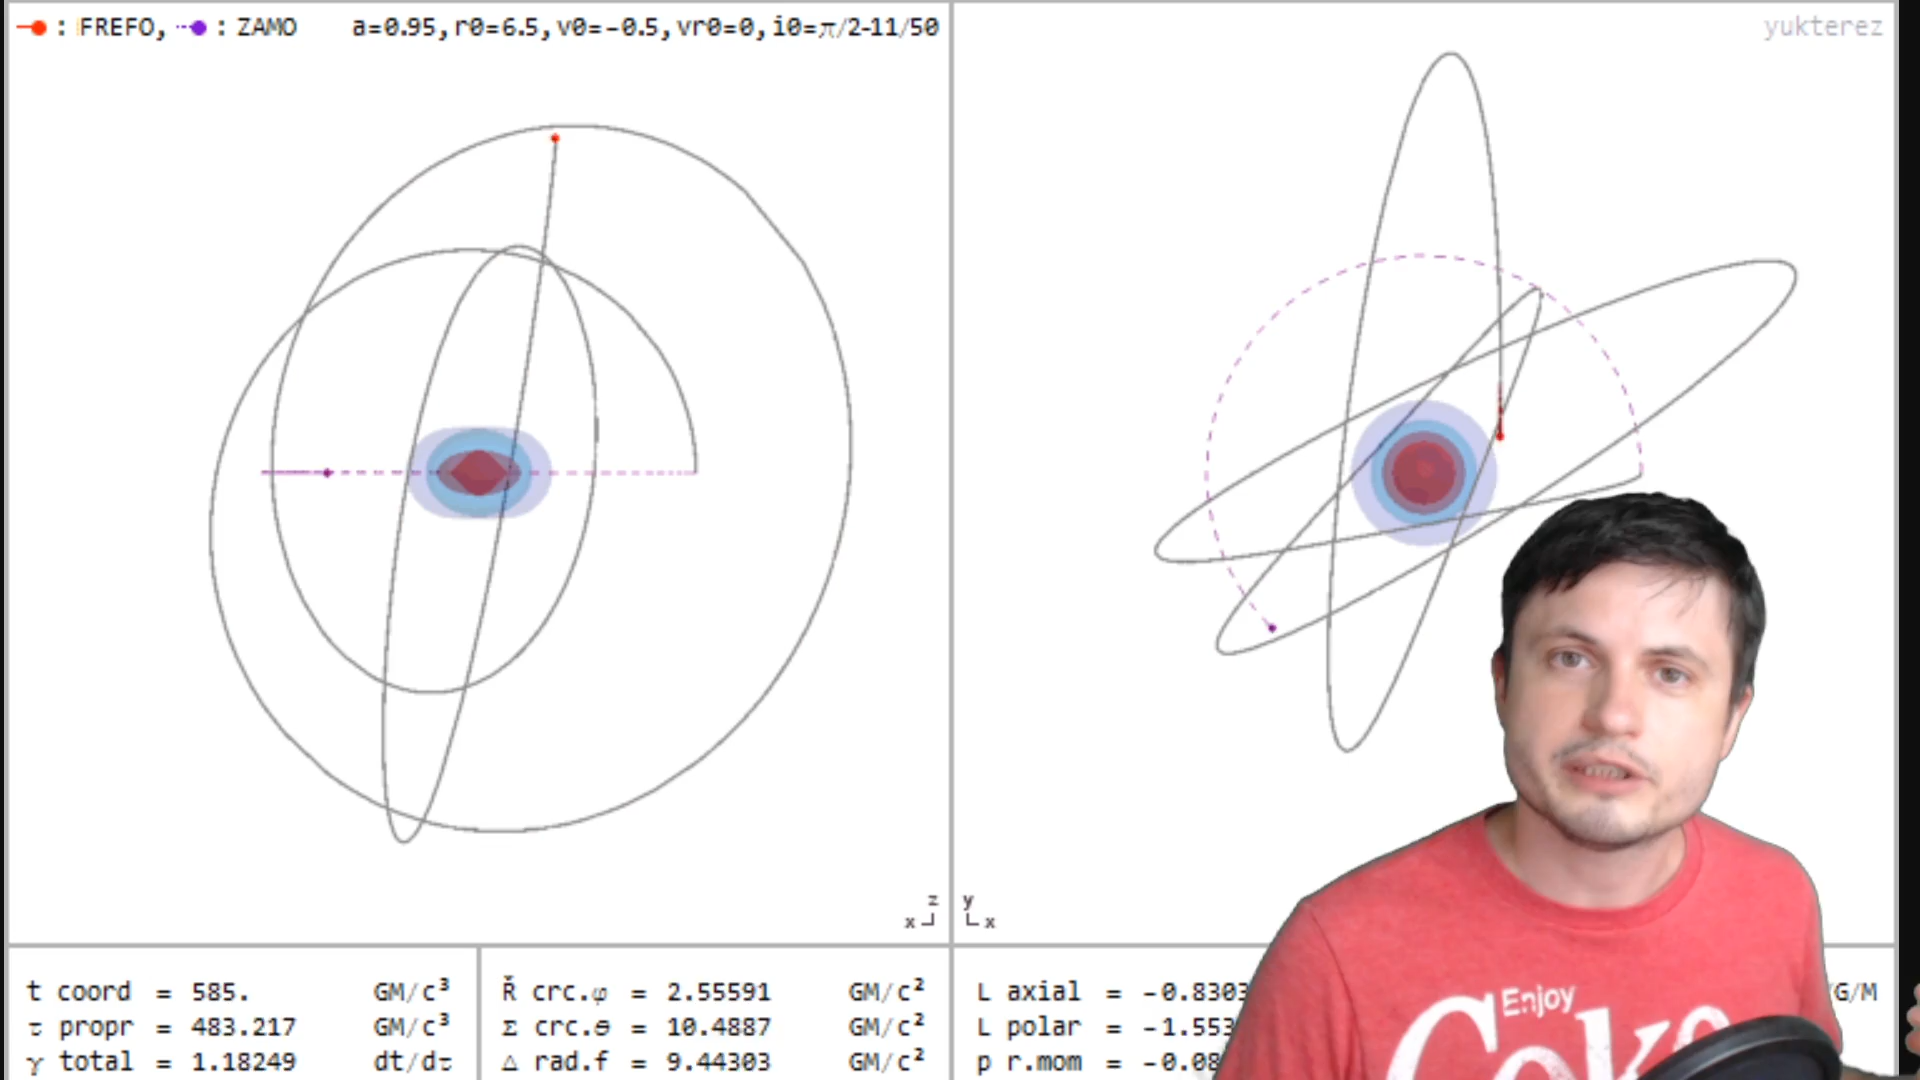 : FREFO, : ZAMO a=0.95, r0=6.5, v0=-0.5, vr0=0, i0=π/2-11/50
yukterez
z
x
y
x
t coord = 585. GM/c³
τ propr = 483.217 GM/c³
γ total = 1.18249 dt/dτ
Ř crc.φ = 2.55591 GM/c²
Σ crc.θ = 10.4887 GM/c²
Δ rad.f = 9.44303 GM/c²
L axial = -0.8303 /G/M
L polar = -1.553
p r.mom = -0.08
Enjoy
Coke